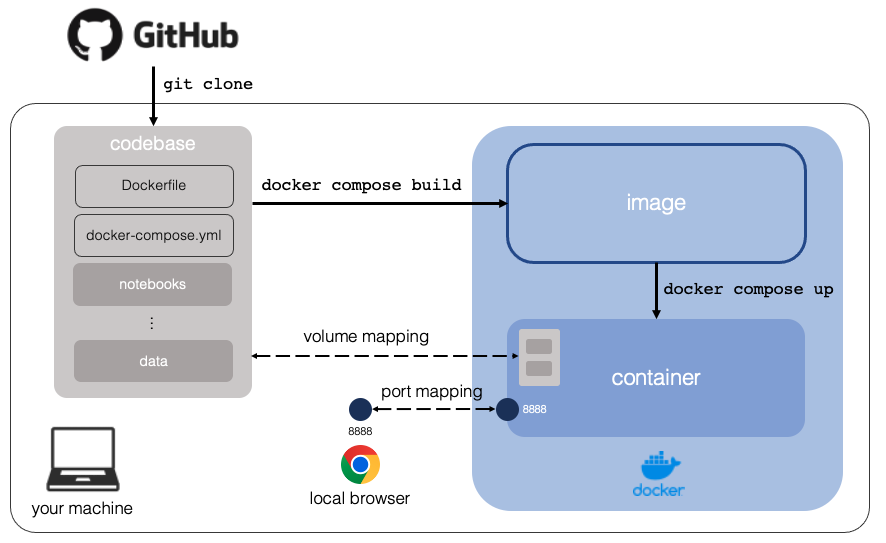 GitHub
git clone
codebase
Dockerfile
docker-compose.yml
notebooks
⋮
data
docker compose build
image
docker compose up
volume mapping
container
port mapping
8888
8888
local browser
your machine
docker